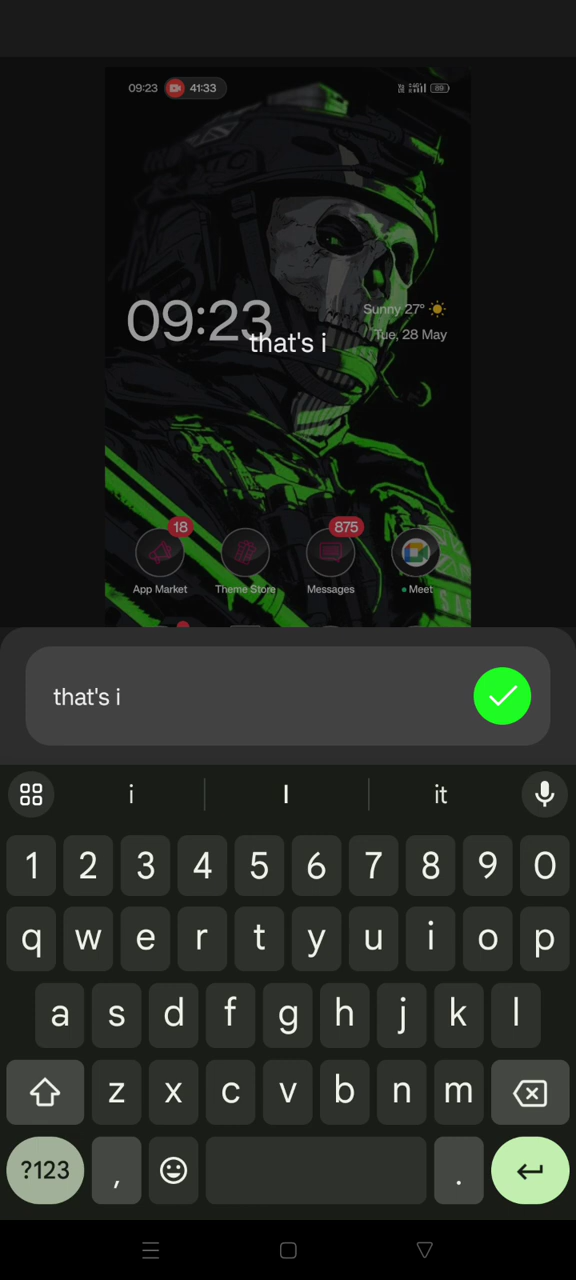 09:23 41:33 89
09:23
Sunny 27°
Tue, 28 May
that's i
18
875
App Market Theme Store Messages Meet
that's i
i I it
1 2 3 4 5 6 7 8 9 0
q w e r t y u i o p
a s d f g h j k l
z x c v b n m
?123 , .